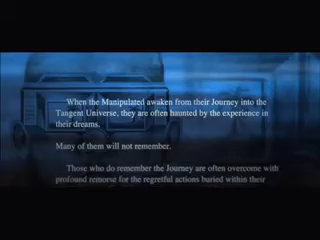 When the Manipulated awaken from their Journey into the
Tangent Universe, they are often haunted by the experience in
their dreams.
Many of them will not remember.
Those who do remember the Journey are often overcome with
profound remorse for the regretful actions buried within their